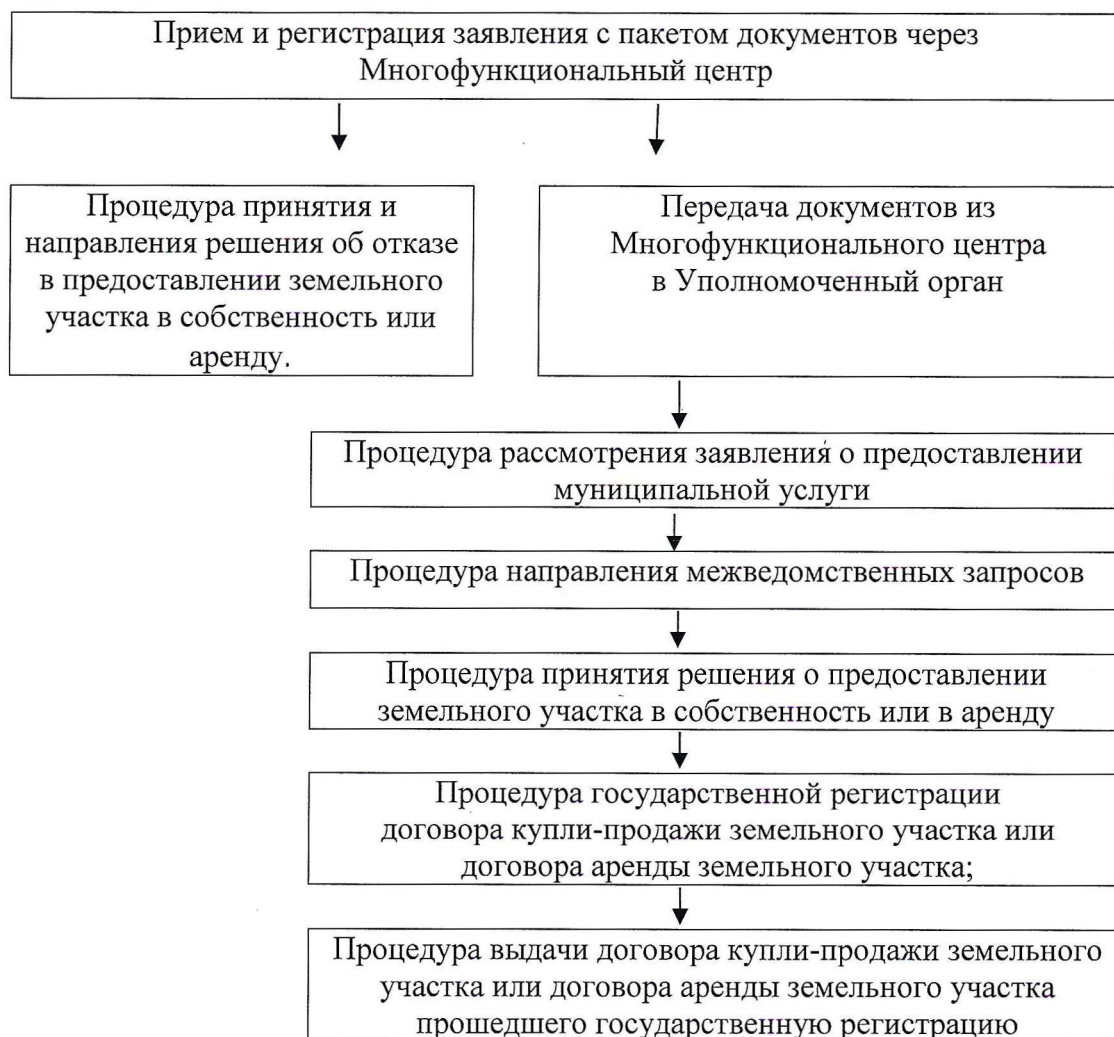 Прием и регистрация заявления с пакетом документов через
Многофункциональный центр
Процедура принятия и
направления решения об отказе
в предоставлении земельного
участка в собственность или
аренду.
Передача документов из
Многофункционального центра
в Уполномоченный орган
Процедура рассмотрения заявления о предоставлении
муниципальной услуги
Процедура направления межведомственных запросов
Процедура принятия решения о предоставлении
земельного участка в собственность или в аренду
Процедура государственной регистрации
договора купли-продажи земельного участка или
договора аренды земельного участка;
Процедура выдачи договора купли-продажи земельного
участка или договора аренды земельного участка
прошедшего государственную регистрацию